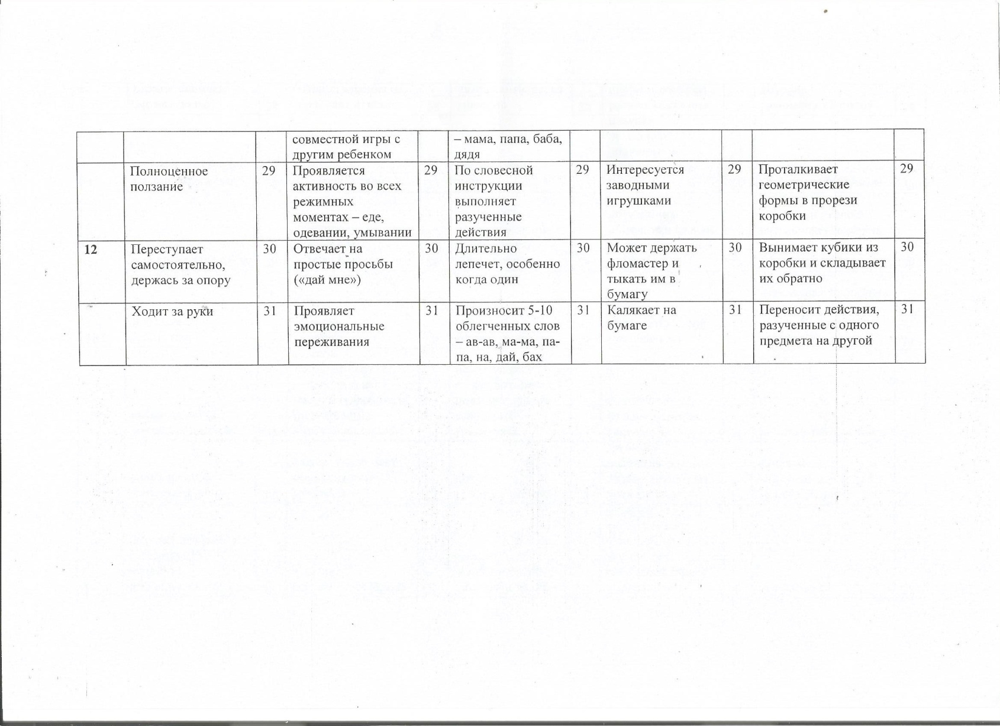 совместной игры с
другим ребенком
– мама, папа, баба,
дядя
Полноценное
ползание
29
Проявляется
активность во всех
режимных
моментах – еде,
одевании, умывании
29
По словесной
инструкции
выполняет
разученные
действия
29
Интересуется
заводными
игрушками
29
Проталкивает
геометрические
формы в прорези
коробки
29
12
Переступает
самостоятельно,
держась за опору
30
Отвечает на
простые просьбы
(«дай мне»)
30
Длительно
лепечет, особенно
когда один
30
Может держать
фломастер и
тыкать им в
бумагу
30
Вынимает кубики из
коробки и складывает
их обратно
30
Ходит за руки
31
Проявляет
эмоциональные
переживания
31
Произносит 5-10
облегченных слов
– ав-ав, ма-ма, па-
па, на, дай, бах
31
Калякает на
бумаге
31
Переносит действия,
разученные с одного
предмета на другой
31